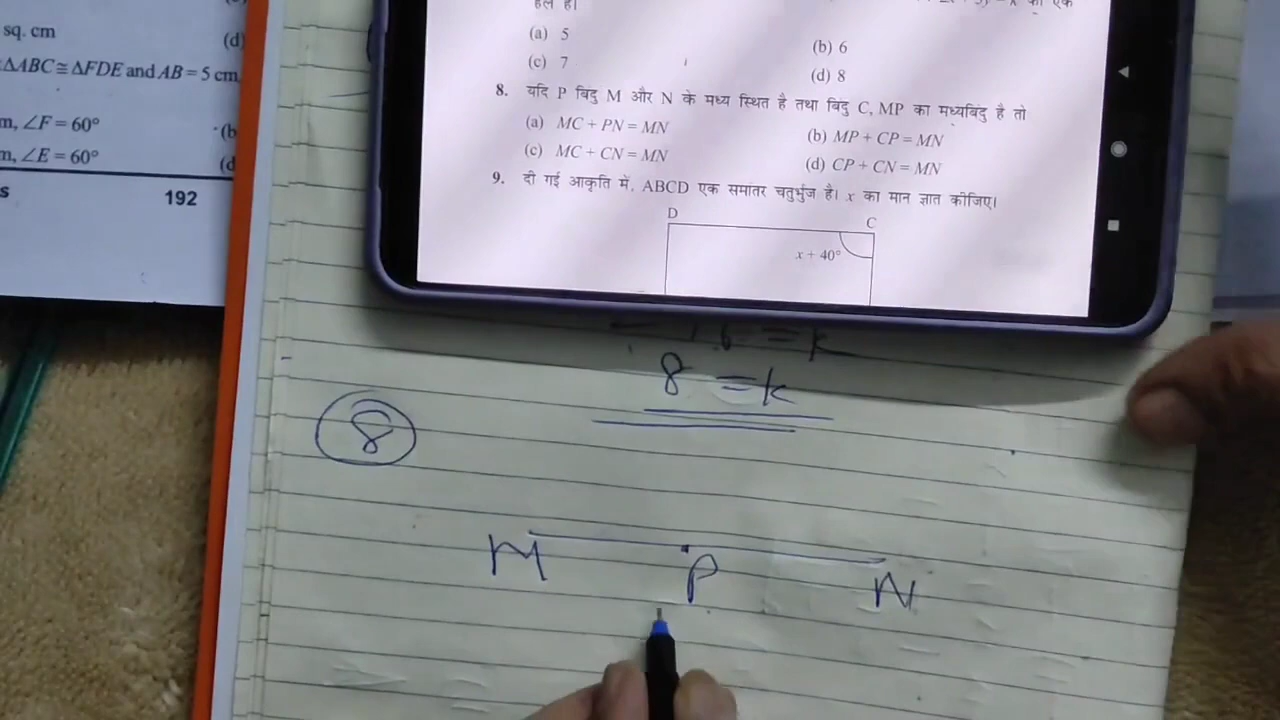 sq. cm
(d)
ΔABC ≅ ΔFDE and AB = 5 cm
m, ∠F = 60°
(b
m, ∠E = 60°
(d
s
192
हल है।
का एक
(a) 5
(b) 6
(c) 7
(d) 8
8. यदि P बिंदु M और N के मध्य स्थित है तथा बिंदु C, MP का मध्यबिंदु है तो
(a) MC + PN = MN
(b) MP + CP = MN
(c) MC + CN = MN
(d) CP + CN = MN
9. दी गई आकृति में, ABCD एक समांतर चतुर्भुज है। x का मान ज्ञात कीजिए।
D
C
x + 40°
= k
8 = k
8
M
P
N